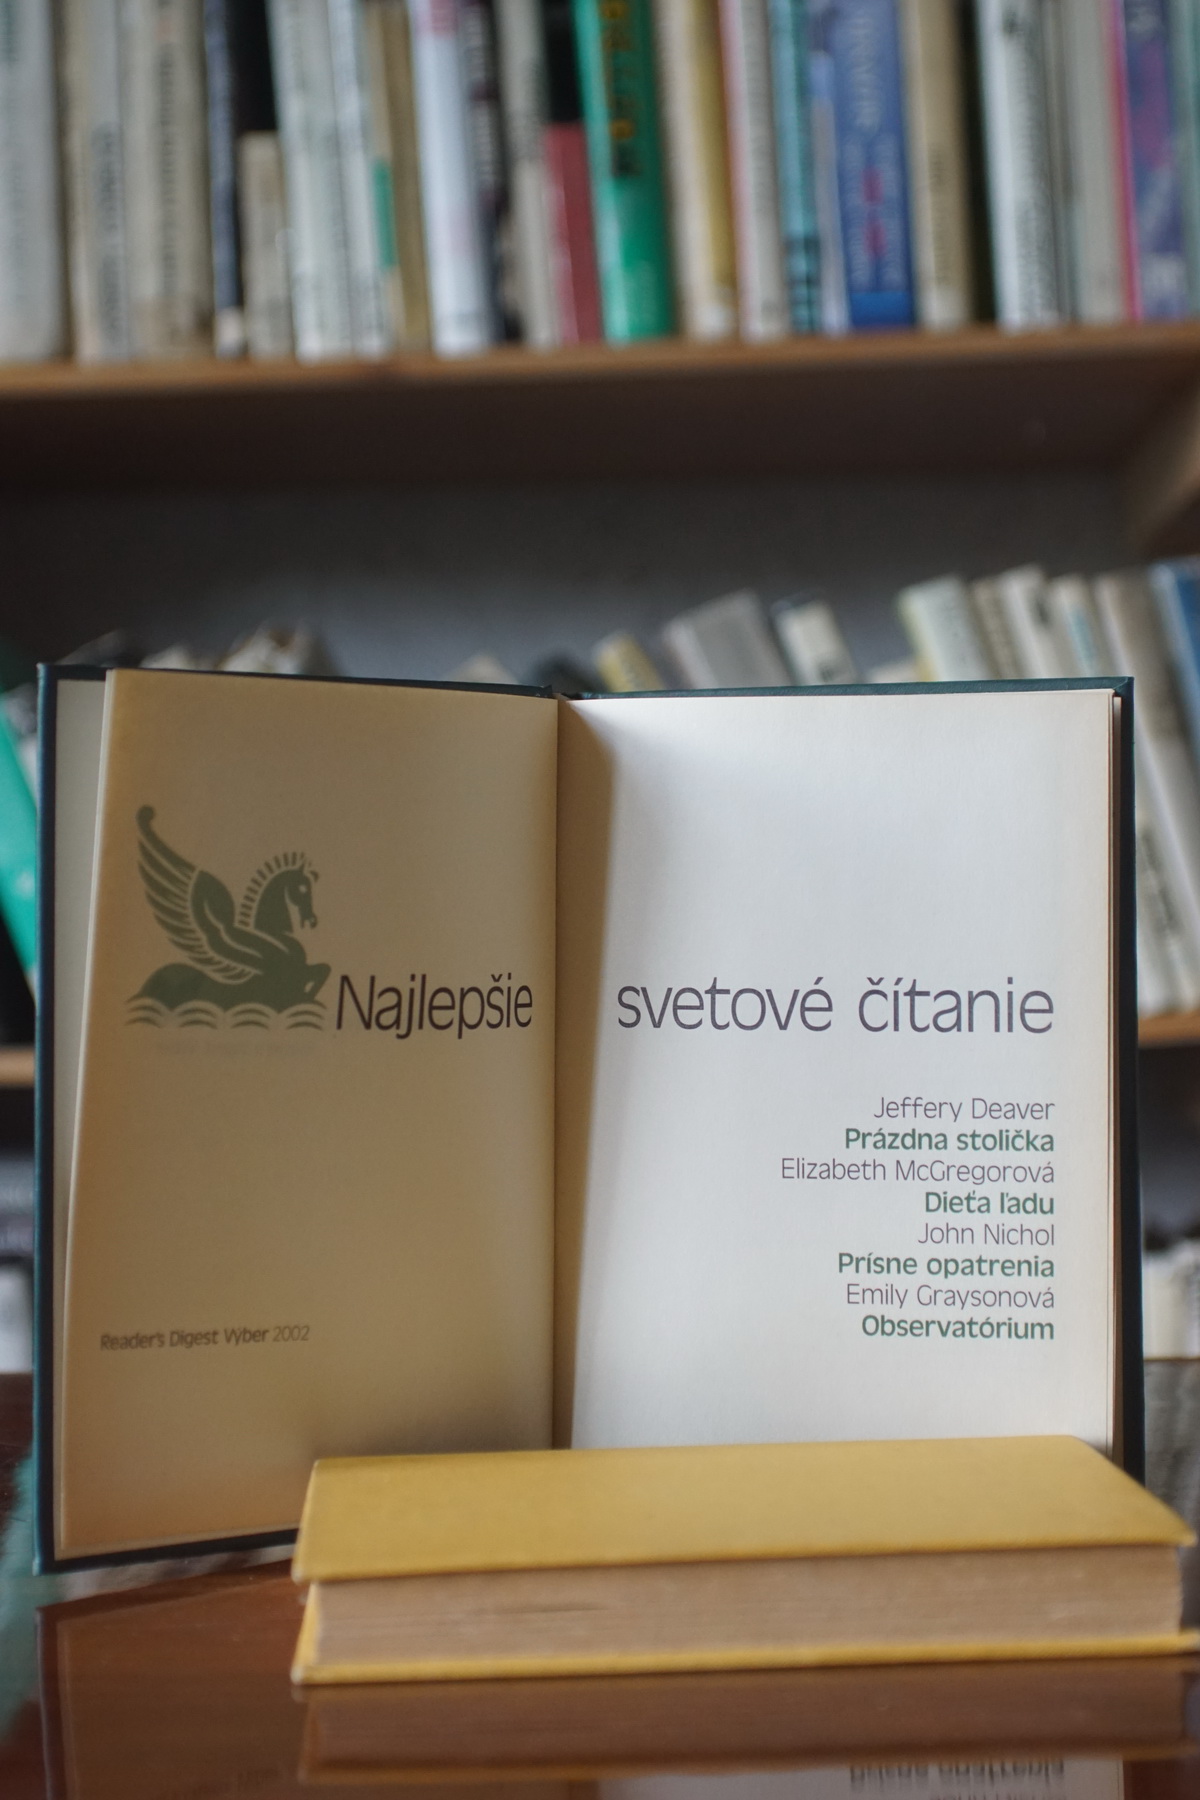 Najlepšie svetové čítanie
Jeffery Deaver
Prázdna stolička
Elizabeth McGregorová
Dieťa ľadu
John Nichol
Prísne opatrenia
Emily Graysonová
Observatórium
Reader's Digest Výber 2002